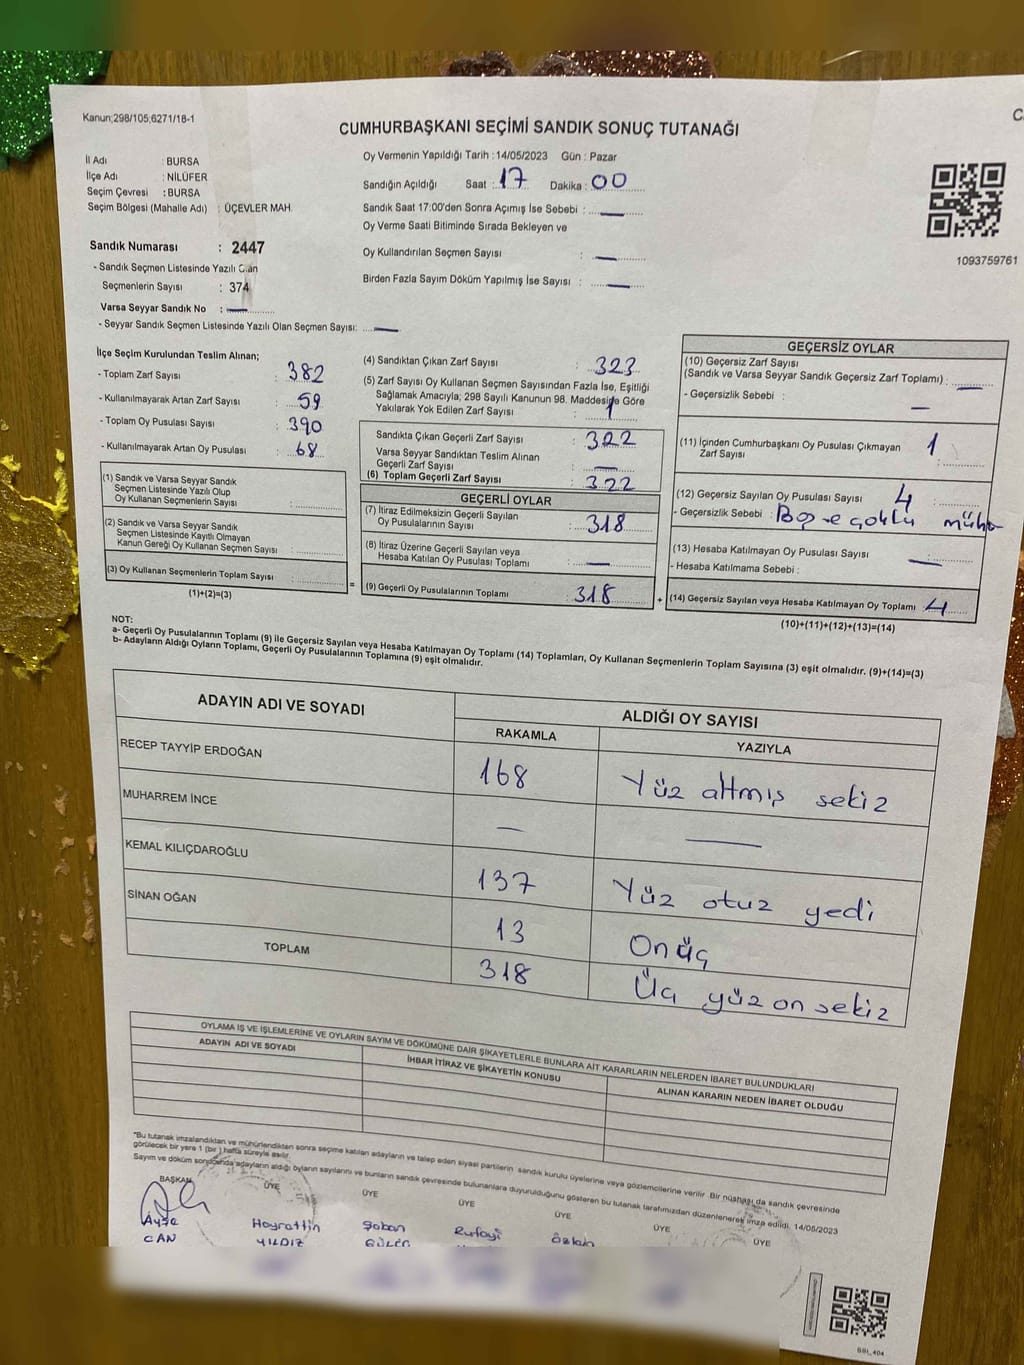 Kanun;298/105;6271/18-1
C
CUMHURBAŞKANI SEÇİMİ SANDIK SONUÇ TUTANAĞI
İl Adı : BURSA
İlçe Adı : NİLÜFER
Seçim Çevresi : BURSA
Seçim Bölgesi (Mahalle Adı) : ÜÇEVLER MAH.
Sandık Numarası : 2447
- Sandık Seçmen Listesinde Yazılı Olan
Seçmenlerin Sayısı : 374
Varsa Seyyar Sandık No : —
- Seyyar Sandık Seçmen Listesinde Yazılı Olan Seçmen Sayısı: —
Oy Vermenin Yapıldığı Tarih : 14/05/2023 Gün : Pazar
Sandığın Açıldığı Saat : 17 Dakika : 00
Sandık Saat 17:00'den Sonra Açımış İse Sebebi : —
Oy Verme Saati Bitiminde Sırada Bekleyen ve
Oy Kullandırılan Seçmen Sayısı : —
Birden Fazla Sayım Döküm Yapılmış İse Sayısı : —
1093759761
İlçe Seçim Kurulundan Teslim Alınan;
- Toplam Zarf Sayısı : 382
- Kullanılmayarak Artan Zarf Sayısı : 59
- Toplam Oy Pusulası Sayısı : 390
- Kullanılmayarak Artan Oy Pusulası : 68
(1) Sandık ve Varsa Seyyar Sandık
Seçmen Listesinde Yazılı Olup
Oy Kullanan Seçmenlerin Sayısı :
(2) Sandık ve Varsa Seyyar Sandık
Seçmen Listesinde Kayıtlı Olmayan
Kanun Gereği Oy Kullanan Seçmen Sayısı :
(3) Oy Kullanan Seçmenlerin Toplam Sayısı :
(1)+(2)=(3)
(4) Sandıktan Çıkan Zarf Sayısı : 323
(5) Zarf Sayısı Oy Kullanan Seçmen Sayısından Fazla İse, Eşitliği
Sağlamak Amacıyla, 298 Sayılı Kanunun 98. Maddesine Göre
Yakılarak Yok Edilen Zarf Sayısı : 1
Sandıkta Çıkan Geçerli Zarf Sayısı : 322
Varsa Seyyar Sandıktan Teslim Alınan
Geçerli Zarf Sayısı : —
(6) Toplam Geçerli Zarf Sayısı : 322
GEÇERLİ OYLAR
(7) İtiraz Edilmeksizin Geçerli Sayılan
Oy Pusulalarının Sayısı : 318
(8) İtiraz Üzerine Geçerli Sayılan veya
Hesaba Katılan Oy Pusulası Toplamı : —
= (9) Geçerli Oy Pusulalarının Toplamı : 318 +
GEÇERSİZ OYLAR
(10) Geçersiz Zarf Sayısı
(Sandık ve Varsa Seyyar Sandık Geçersiz Zarf Toplamı) : —
- Geçersizlik Sebebi : —
(11) İçinden Cumhurbaşkanı Oy Pusulası Çıkmayan
Zarf Sayısı : 1
(12) Geçersiz Sayılan Oy Pusulası Sayısı : 4
- Geçersizlik Sebebi :
(13) Hesaba Katılmayan Oy Pusulası Sayısı : —
- Hesaba Katılmama Sebebi :
(14) Geçersiz Sayılan veya Hesaba Katılmayan Oy Toplamı : 4
(10)+(11)+(12)+(13)=(14)
NOT:
a- Geçerli Oy Pusulalarının Toplamı (9) ile Geçersiz Sayılan veya Hesaba Katılmayan Oy Toplamı (14) Toplamları, Oy Kullanan Seçmenlerin Toplam Sayısına (3) eşit olmalıdır. (9)+(14)=(3)
b- Adayların Aldığı Oyların Toplamı, Geçerli Oy Pusulalarının Toplamına (9) eşit olmalıdır.
ADAYIN ADI VE SOYADI ALDIĞI OY SAYISI
RAKAMLA YAZIYLA
RECEP TAYYİP ERDOĞAN 168 Yüz altmış sekiz
MUHARREM İNCE — —
KEMAL KILIÇDAROĞLU 137 Yüz otuz yedi
SİNAN OĞAN 13 Onüç
TOPLAM 318 Üç yüz on sekiz
OYLAMA İŞ VE İŞLEMLERİNE VE OYLARIN SAYIM VE DÖKÜMÜNE DAİR ŞİKAYETLERLE BUNLARA AİT KARARLARIN NELERDEN İBARET BULUNDUKLARI
ADAYIN ADI VE SOYADI İHBAR İTİRAZ VE ŞİKAYETİN KONUSU ALINAN KARARIN NEDEN İBARET OLDUĞU
"Bu tutanak imzalandıktan ve mühürlendikten sonra seçime katılan adayların ve talep eden siyasi partilerin sandık kurulu üyelerine veya gözlemcilerine verilir. Bir nüshası da sandık çevresinde
görülecek bir yere 1 (bir ) hafta süreyle asılır.
Sayım ve döküm sonucunda adayların aldığı oyların sayılarını ve bunların sandık çevresinde bulunanlara duyurulduğunu gösteren bu tutanak tarafımızdan düzenlenerek imza edildi. 14/05/2023
BAŞKAN ÜYE ÜYE ÜYE ÜYE ÜYE ÜYE
Ayşe Hayrattin Şaban Özkan
CAN YILDIZ GÜLER